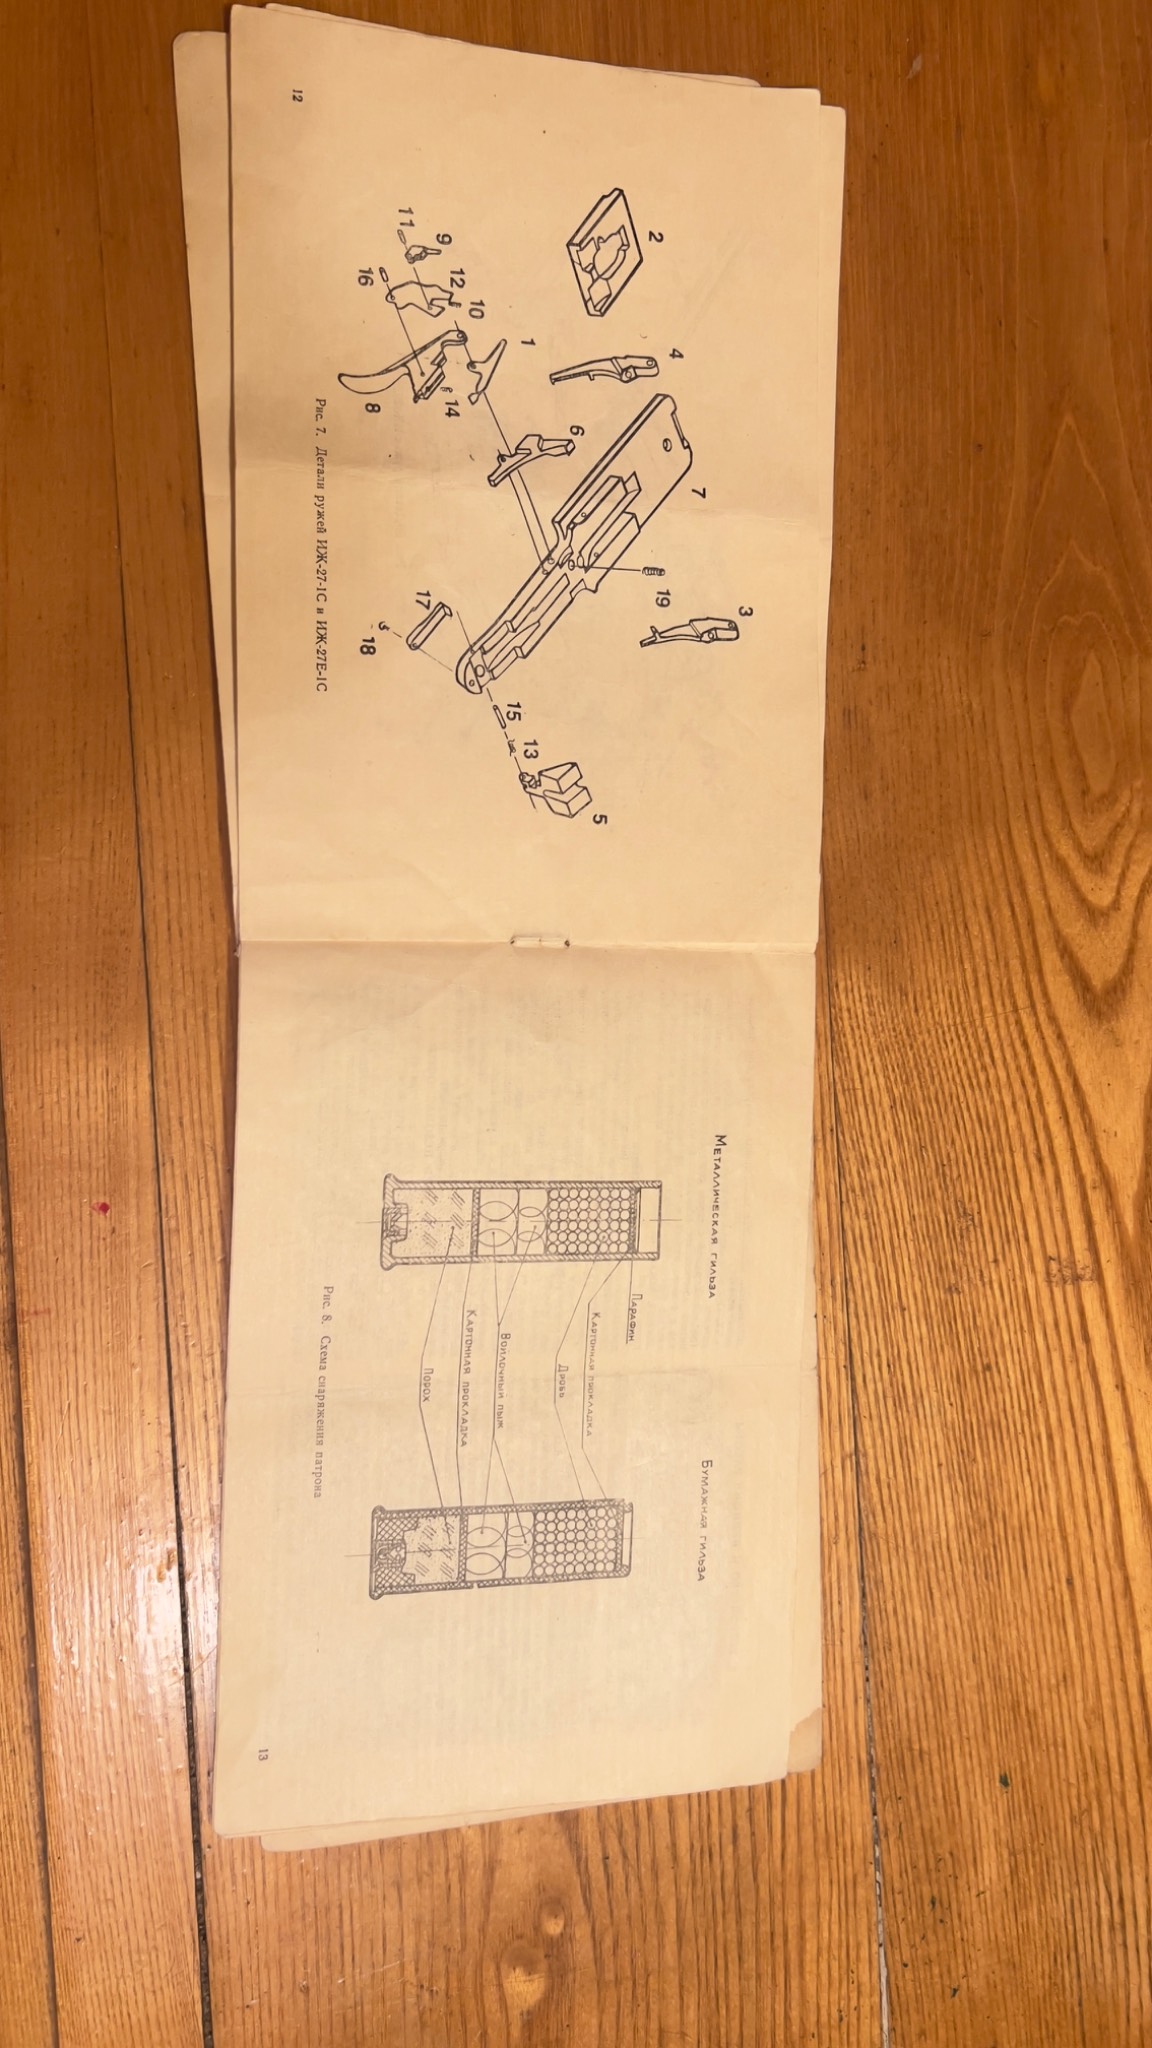 2
4
7
3
19
11
9
16
12
10
1
14
8
6
17
18
15
13
5
Рис. 7. Детали ружей ИЖ-27-1С и ИЖ-27Е-1С
12
Металлическая гильза
Бумажная гильза
Парафин
Картонная прокладка
Дробь
Войлочный пыж
Картонная прокладка
Порох
Рис. 8. Схема снаряжения патрона
13